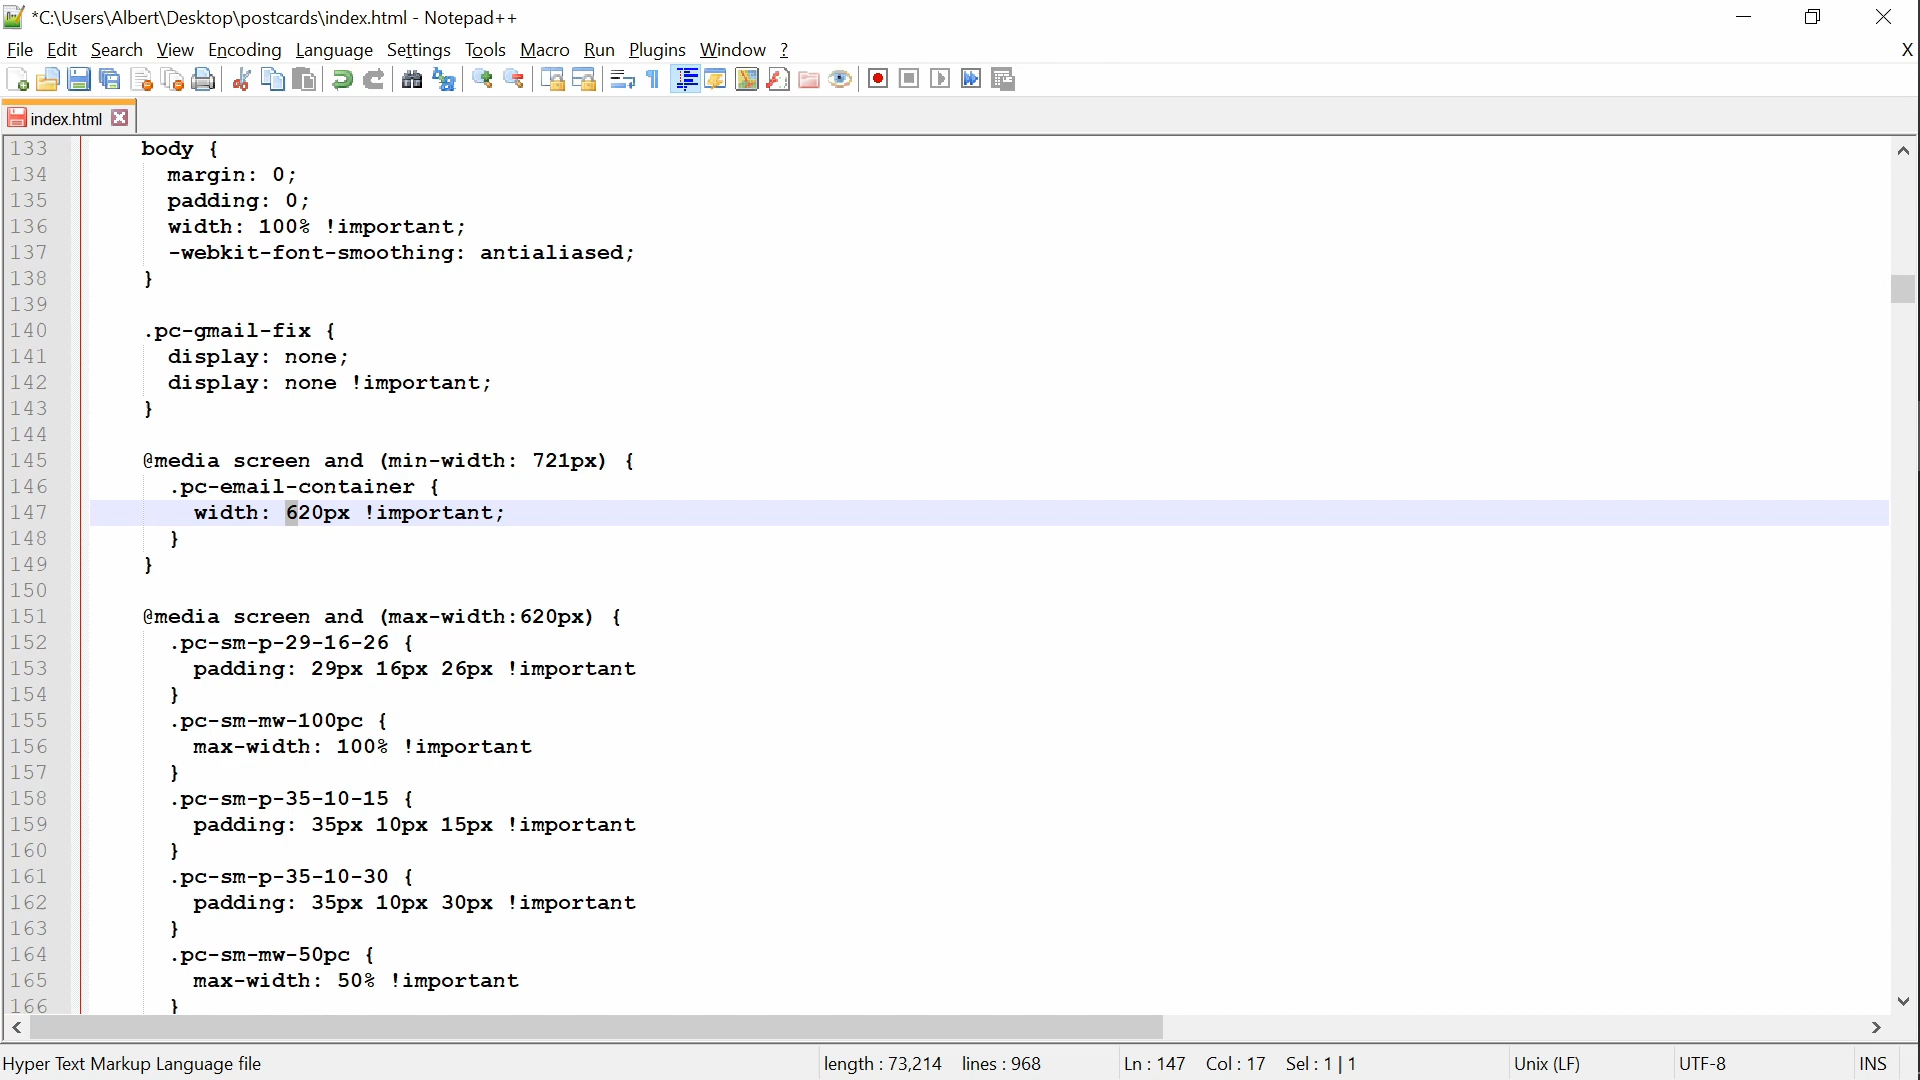 *C:\Users\Albert\Desktop\postcards\index.html - Notepad++
File Edit Search View Encoding Language Settings Tools Macro Run Plugins Window ? X
index.html
133 body {
134 margin: 0;
135 padding: 0;
136 width: 100% !important;
137 -webkit-font-smoothing: antialiased;
138 }
139
140 .pc-gmail-fix {
141 display: none;
142 display: none !important;
143 }
144
145 @media screen and (min-width: 721px) {
146 .pc-email-container {
147 width: 620px !important;
148 }
149 }
150
151 @media screen and (max-width:620px) {
152 .pc-sm-p-29-16-26 {
153 padding: 29px 16px 26px !important
154 }
155 .pc-sm-mw-100pc {
156 max-width: 100% !important
157 }
158 .pc-sm-p-35-10-15 {
159 padding: 35px 10px 15px !important
160 }
161 .pc-sm-p-35-10-30 {
162 padding: 35px 10px 30px !important
163 }
164 .pc-sm-mw-50pc {
165 max-width: 50% !important
166 }
Hyper Text Markup Language file length : 73,214 lines : 968 Ln : 147 Col : 17 Sel : 1 | 1 Unix (LF) UTF-8 INS